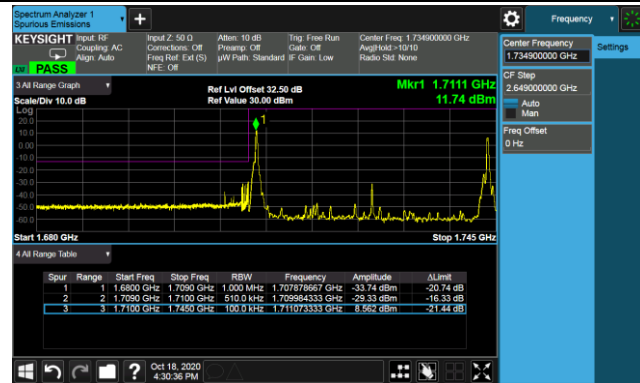 Spectrum Analyzer 1
Spurious Emissions
Frequency
KEYSIGHT Input: RF Input Z: 50 Ω Atten: 10 dB Trig: Free Run Center Freq: 1.734900000 GHz
Coupling: AC Corrections: Off Preamp: Off Gate: Off Avg|Hold:>10/10
Align: Auto Freq Ref: Ext (S) µW Path: Standard IF Gain: Low Radio Std: None
NFE: Off
PASS
Center Frequency
1.734900000 GHz
Settings
CF Step
2.649000000 GHz
Auto
Man
Freq Offset
0 Hz
3 All Range Graph
Scale/Div 10.0 dB
Ref Lvl Offset 32.50 dB
Ref Value 30.00 dBm
Mkr1 1.7111 GHz
11.74 dBm
Log
20.0
10.0
0.00
-10.0
-20.0
-30.0
-40.0
-50.0
-60.0
1
Start 1.680 GHz Stop 1.745 GHz
4 All Range Table
Spur Range Start Freq Stop Freq RBW Frequency Amplitude ΔLimit
1 1 1.6800 GHz 1.7090 GHz 1.000 MHz 1.707878667 GHz -33.74 dBm -20.74 dB
2 2 1.7090 GHz 1.7100 GHz 510.0 kHz 1.709984333 GHz -29.33 dBm -16.33 dB
3 3 1.7100 GHz 1.7450 GHz 100.0 kHz 1.711073333 GHz 8.562 dBm -21.44 dB
?
Oct 18, 2020
4:30:36 PM